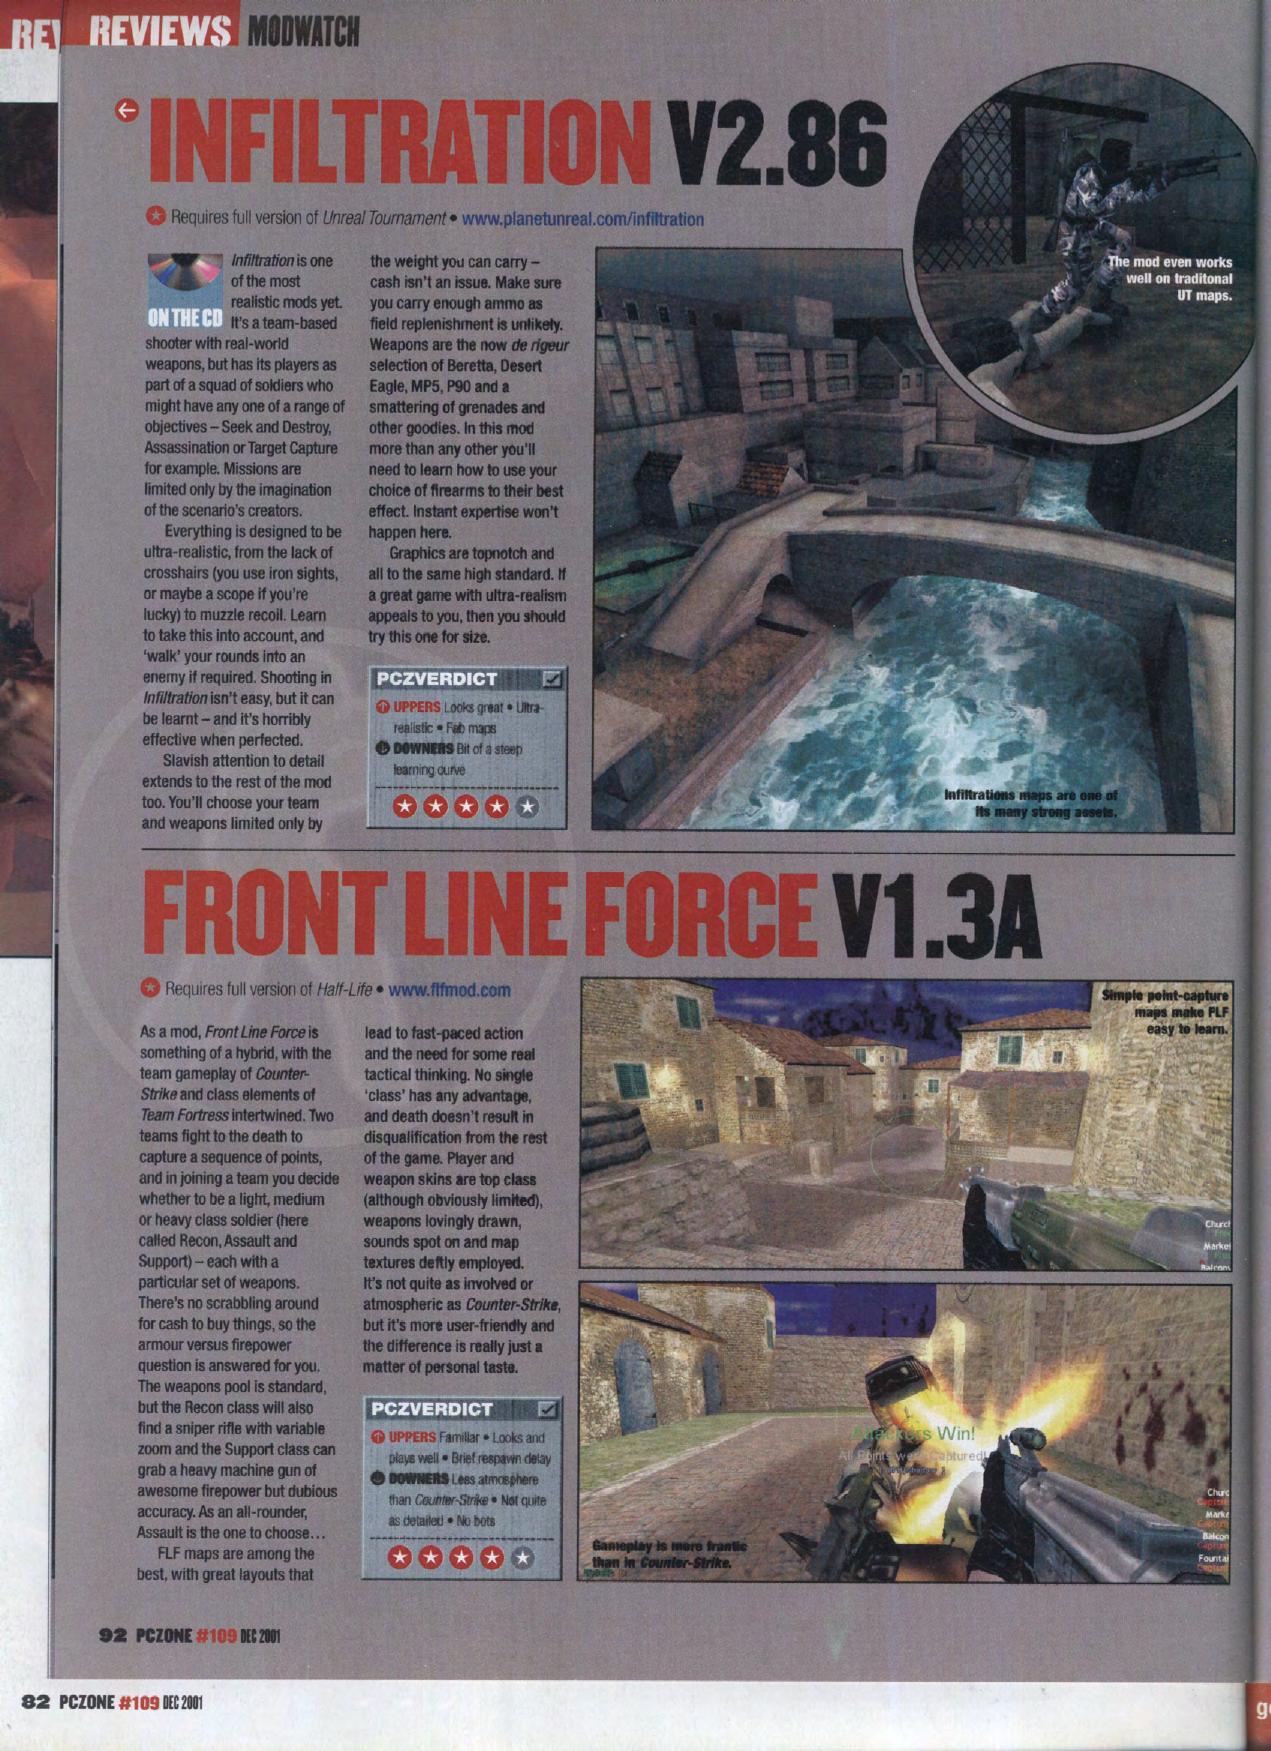 REV
REVIEWS MODWATCH
INFILTRATION V2.86
Requires full version of Unreal Tournament • www.planetunreal.com/infiltration
ON THE CD
Infiltration is one
of the most
realistic mods yet.
It's a team-based
shooter with real-world
weapons, but has its players as
part of a squad of soldiers who
might have any one of a range of
objectives – Seek and Destroy,
Assassination or Target Capture
for example. Missions are
limited only by the imagination
of the scenario's creators.
Everything is designed to be
ultra-realistic, from the lack of
crosshairs (you use iron sights,
or maybe a scope if you're
lucky) to muzzle recoil. Learn
to take this into account, and
'walk' your rounds into an
enemy if required. Shooting in
Infiltration isn't easy, but it can
be learnt – and it's horribly
effective when perfected.
Slavish attention to detail
extends to the rest of the mod
too. You'll choose your team
and weapons limited only by
the weight you can carry –
cash isn't an issue. Make sure
you carry enough ammo as
field replenishment is unlikely.
Weapons are the now de rigeur
selection of Beretta, Desert
Eagle, MP5, P90 and a
smattering of grenades and
other goodies. In this mod
more than any other you'll
need to learn how to use your
choice of firearms to their best
effect. Instant expertise won't
happen here.
Graphics are topnotch and
all to the same high standard. If
a great game with ultra-realism
appeals to you, then you should
try this one for size.
PCZVERDICT
UPPERS Looks great • Ultra-
realistic • Fab maps
DOWNERS Bit of a steep
learning curve
The mod even works
well on traditonal
UT maps.
Infiltrations maps are one of
its many strong assets.
FRONT LINE FORCE V1.3A
Requires full version of Half-Life • www.flfmod.com
As a mod, Front Line Force is
something of a hybrid, with the
team gameplay of Counter-
Strike and class elements of
Team Fortress intertwined. Two
teams fight to the death to
capture a sequence of points,
and in joining a team you decide
whether to be a light, medium
or heavy class soldier (here
called Recon, Assault and
Support) – each with a
particular set of weapons.
There's no scrabbling around
for cash to buy things, so the
armour versus firepower
question is answered for you.
The weapons pool is standard,
but the Recon class will also
find a sniper rifle with variable
zoom and the Support class can
grab a heavy machine gun of
awesome firepower but dubious
accuracy. As an all-rounder,
Assault is the one to choose...
FLF maps are among the
best, with great layouts that
lead to fast-paced action
and the need for some real
tactical thinking. No single
'class' has any advantage,
and death doesn't result in
disqualification from the rest
of the game. Player and
weapon skins are top class
(although obviously limited),
weapons lovingly drawn,
sounds spot on and map
textures deftly employed.
It's not quite as involved or
atmospheric as Counter-Strike,
but it's more user-friendly and
the difference is really just a
matter of personal taste.
PCZVERDICT
UPPERS Familiar • Looks and
plays well • Brief respawn delay
DOWNERS Less atmosphere
than Counter-Strike • Not quite
as detailed • No bots
Simple point-capture
maps make FLF
easy to learn.
Church
Market
Balcony
Attackers Win!
All Points were captured!
Churc
Capture
Marke
Capture
Balcon
Capture
Fountai
Capture
Gameplay is more frantic
than in Counter-Strike.
92 PCZONE #109 DEC 2001
82 PCZONE #109 DEC 2001